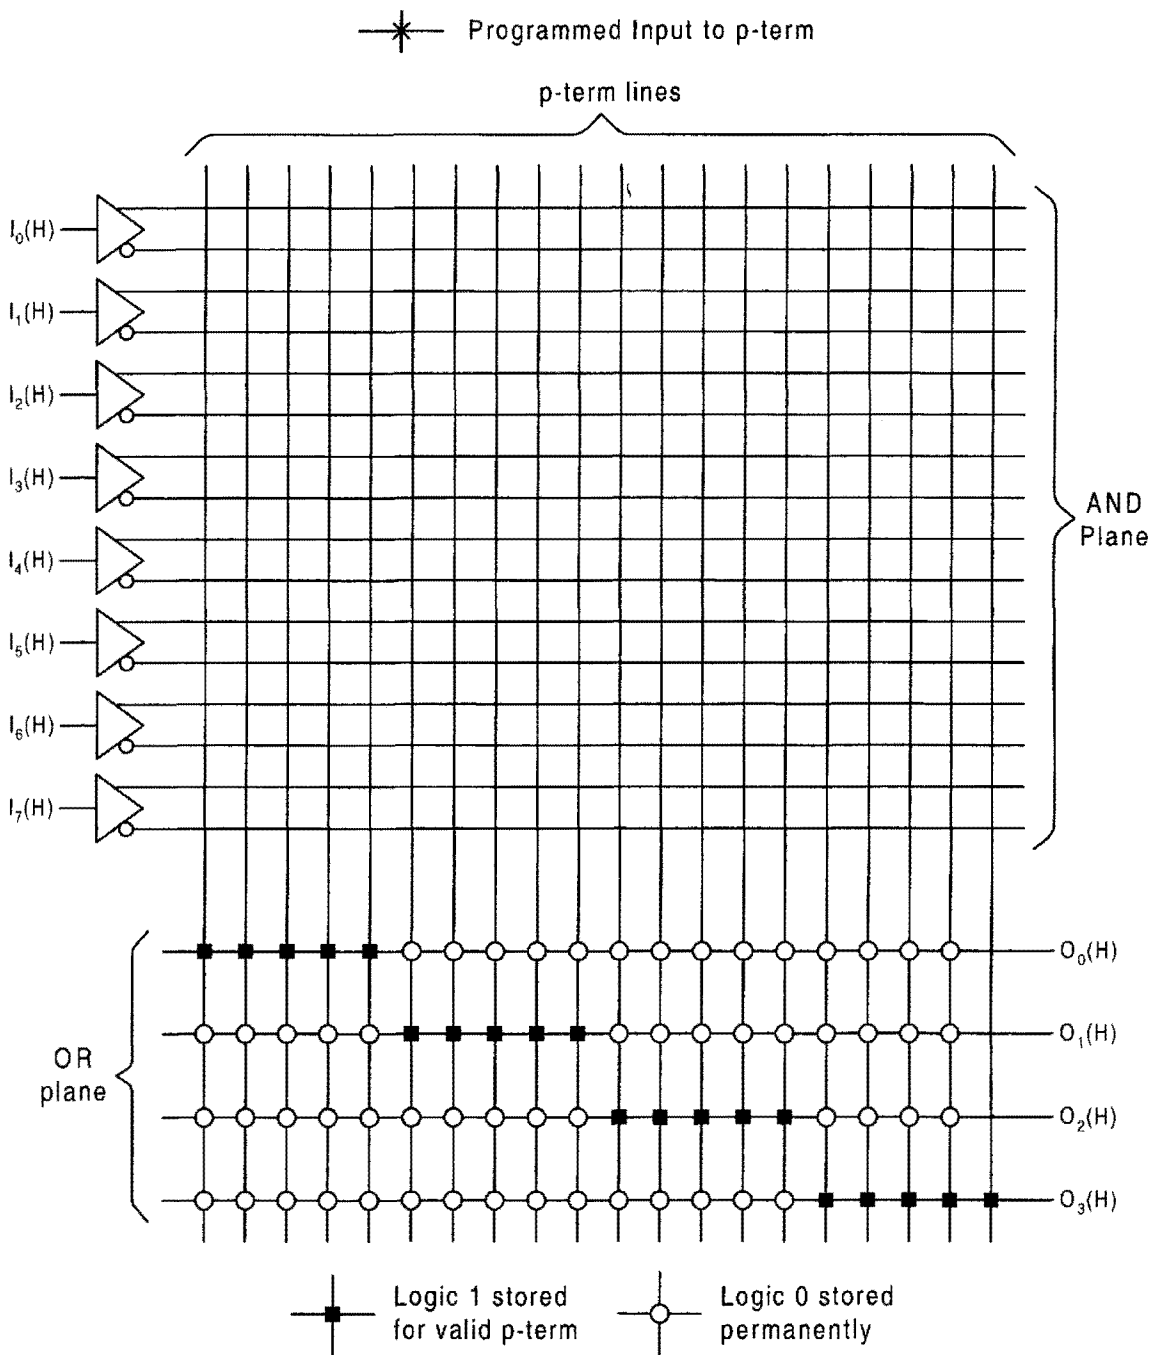 Programmed Input to p-term
p-term lines
I₀(H)
I₁(H)
I₂(H)
I₃(H)
I₄(H)
I₅(H)
I₆(H)
I₇(H)
AND
Plane
OR
plane
O₀(H)
O₁(H)
O₂(H)
O₃(H)
Logic 1 stored
for valid p-term
Logic 0 stored
permanently